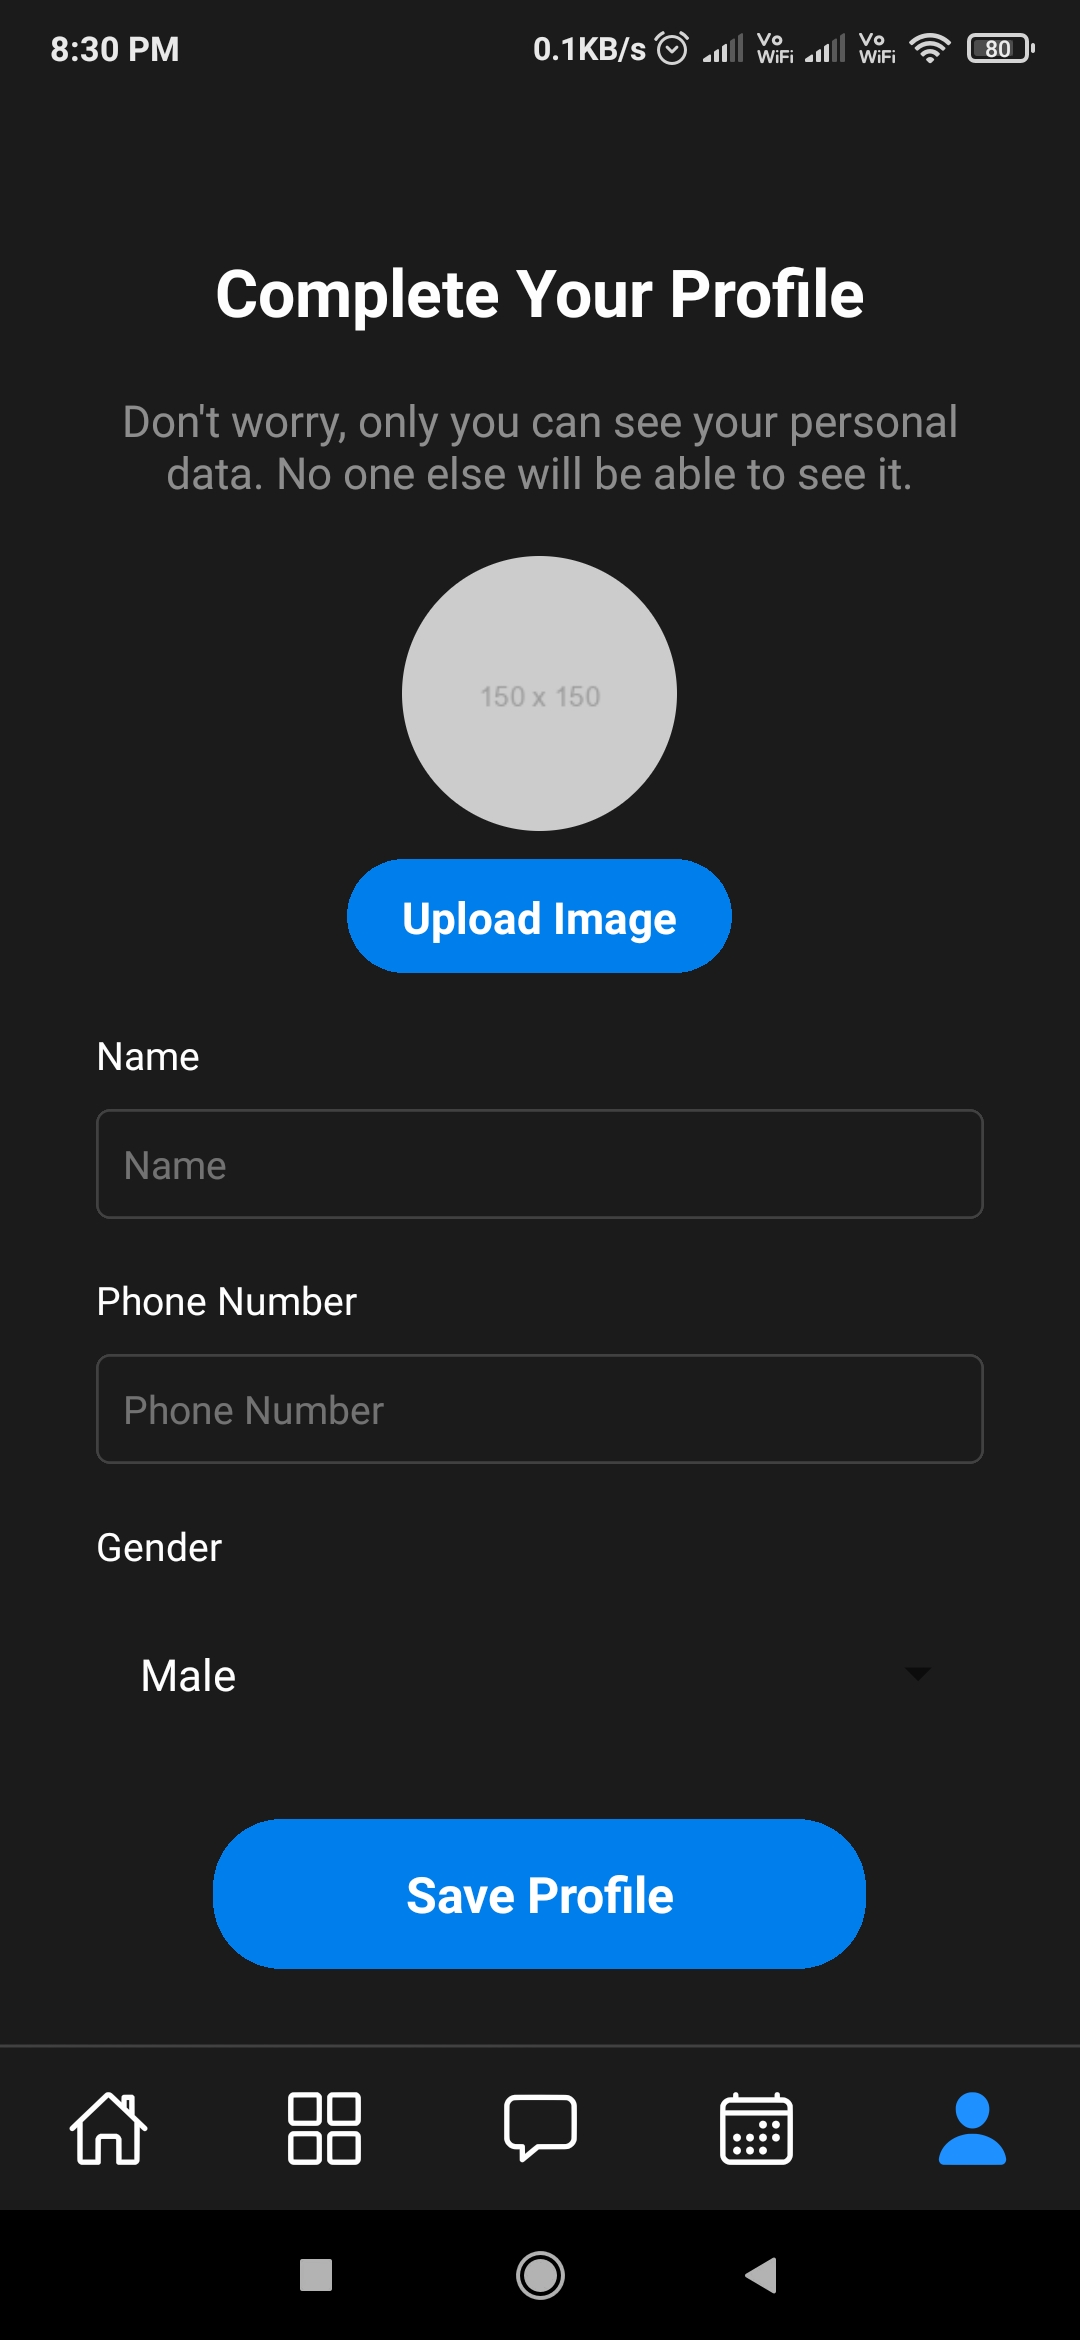 8:30 PM 0.1KB/s Vo WiFi Vo WiFi 80
Complete Your Profile
Don't worry, only you can see your personal
data. No one else will be able to see it.
150 x 150
Upload Image
Name
Name
Phone Number
Phone Number
Gender
Male
Save Profile